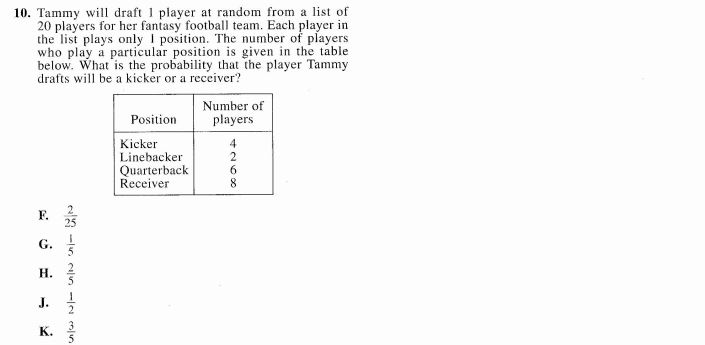 10. Tammy will draft 1 player at random from a list of
20 players for her fantasy football team. Each player in
the list plays only 1 position. The number of players
who play a particular position is given in the table
below. What is the probability that the player Tammy
drafts will be a kicker or a receiver?
Position Number of players
Kicker 4
Linebacker 2
Quarterback 6
Receiver 8
F. 2/25
G. 1/5
H. 2/5
J. 1/2
K. 3/5